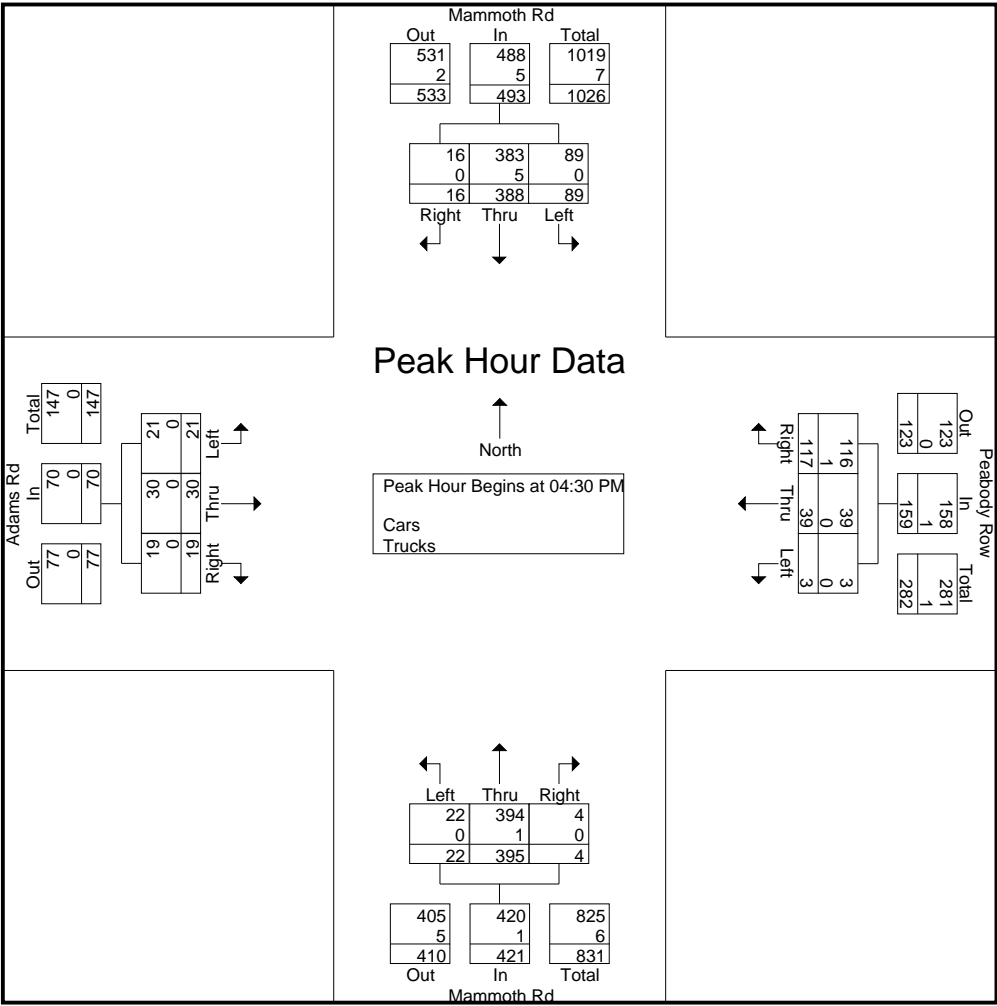 Mammoth Rd
Out In Total
531 488 1019
2 5 7
533 493 1026
16 383 89
0 5 0
16 388 89
Right Thru Left
Peak Hour Data
North
Peak Hour Begins at 04:30 PM
Cars
Trucks
Adams Rd
Out In Total
77 70 147
0 0 0
77 70 147
Right Thru Left
19 30 21
0 0 0
19 30 21
Peabody Row
Out In Total
123 158 281
0 1 1
123 159 282
116 39 3
1 0 0
117 39 3
Right Thru Left
Left Thru Right
22 394 4
0 1 0
22 395 4
405 420 825
5 1 6
410 421 831
Out In Total
Mammoth Rd